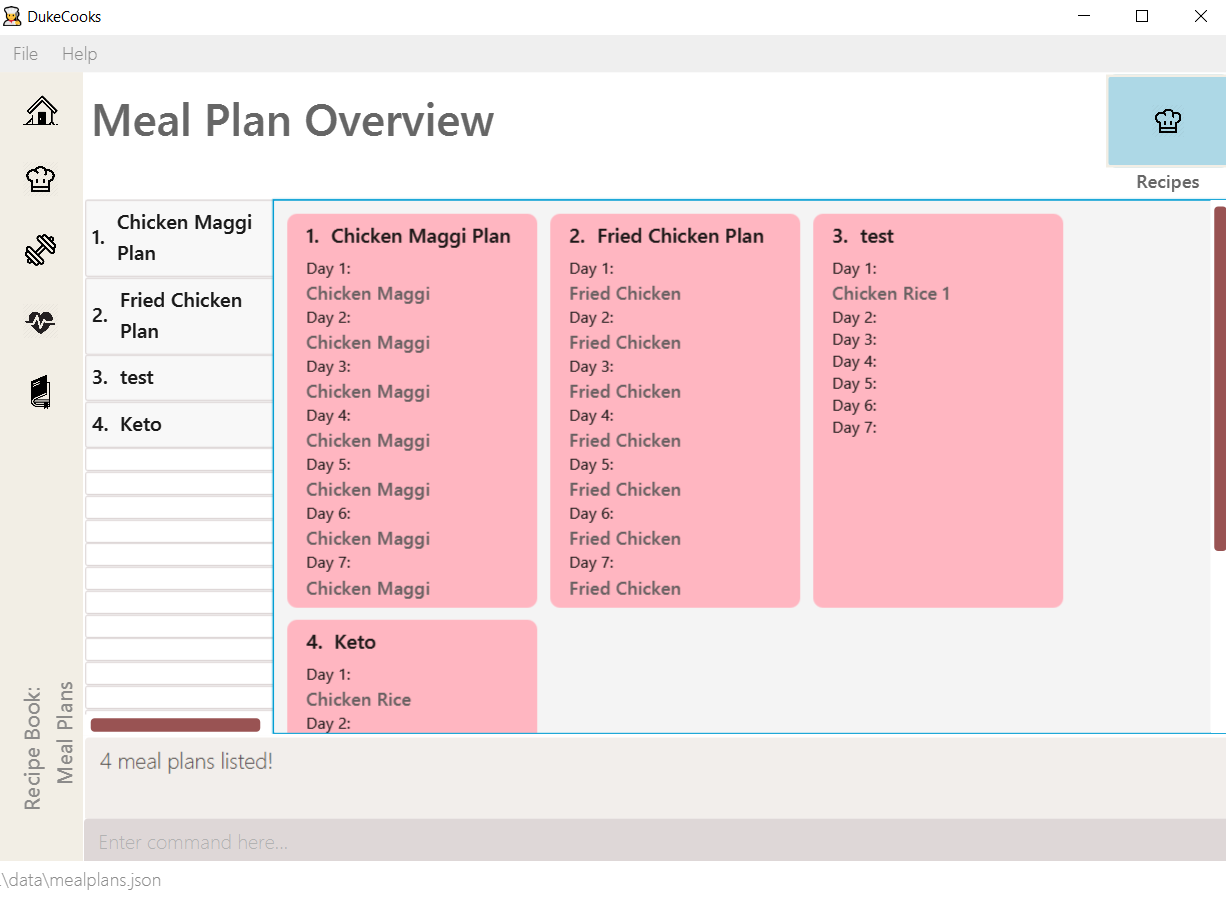 DukeCooks
File Help
Meal Plan Overview
Recipes
1. Chicken Maggi
Plan
2. Fried Chicken
Plan
3. test
4. Keto
1. Chicken Maggi Plan
Day 1:
Chicken Maggi
Day 2:
Chicken Maggi
Day 3:
Chicken Maggi
Day 4:
Chicken Maggi
Day 5:
Chicken Maggi
Day 6:
Chicken Maggi
Day 7:
Chicken Maggi
2. Fried Chicken Plan
Day 1:
Fried Chicken
Day 2:
Fried Chicken
Day 3:
Fried Chicken
Day 4:
Fried Chicken
Day 5:
Fried Chicken
Day 6:
Fried Chicken
Day 7:
Fried Chicken
3. test
Day 1:
Chicken Rice 1
Day 2:
Day 3:
Day 4:
Day 5:
Day 6:
Day 7:
4. Keto
Day 1:
Chicken Rice
Day 2:
Recipe Book:
Meal Plans
4 meal plans listed!
Enter command here...
.\data\mealplans.json